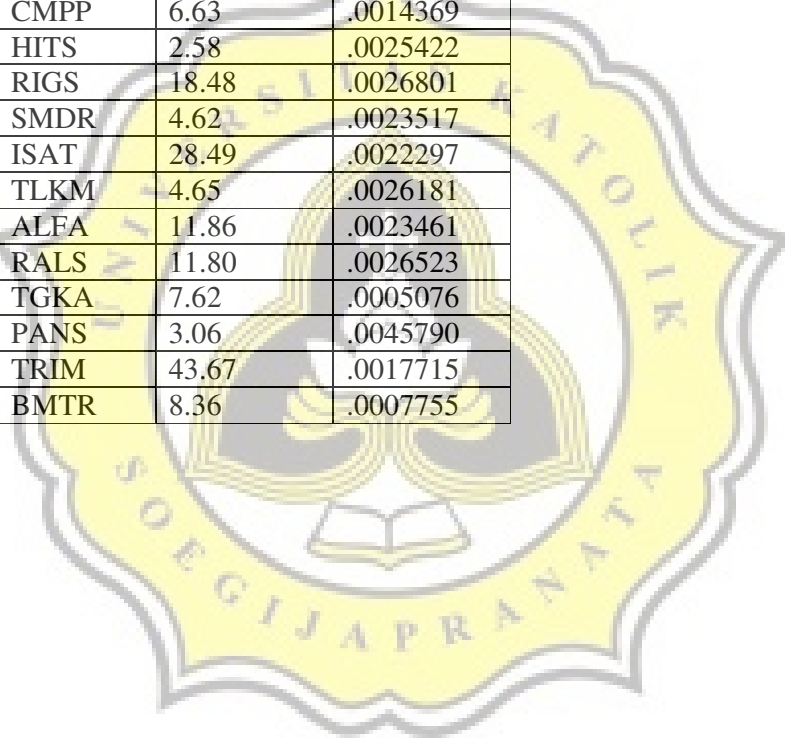 CMPP 6.63 .0014369
HITS 2.58 .0025422
RIGS 18.48 .0026801
SMDR 4.62 .0023517
ISAT 28.49 .0022297
TLKM 4.65 .0026181
ALFA 11.86 .0023461
RALS 11.80 .0026523
TGKA 7.62 .0005076
PANS 3.06 .0045790
TRIM 43.67 .0017715
BMTR 8.36 .0007755
UNIVERSITAS KATOLIK
SOEGIJAPRANATA